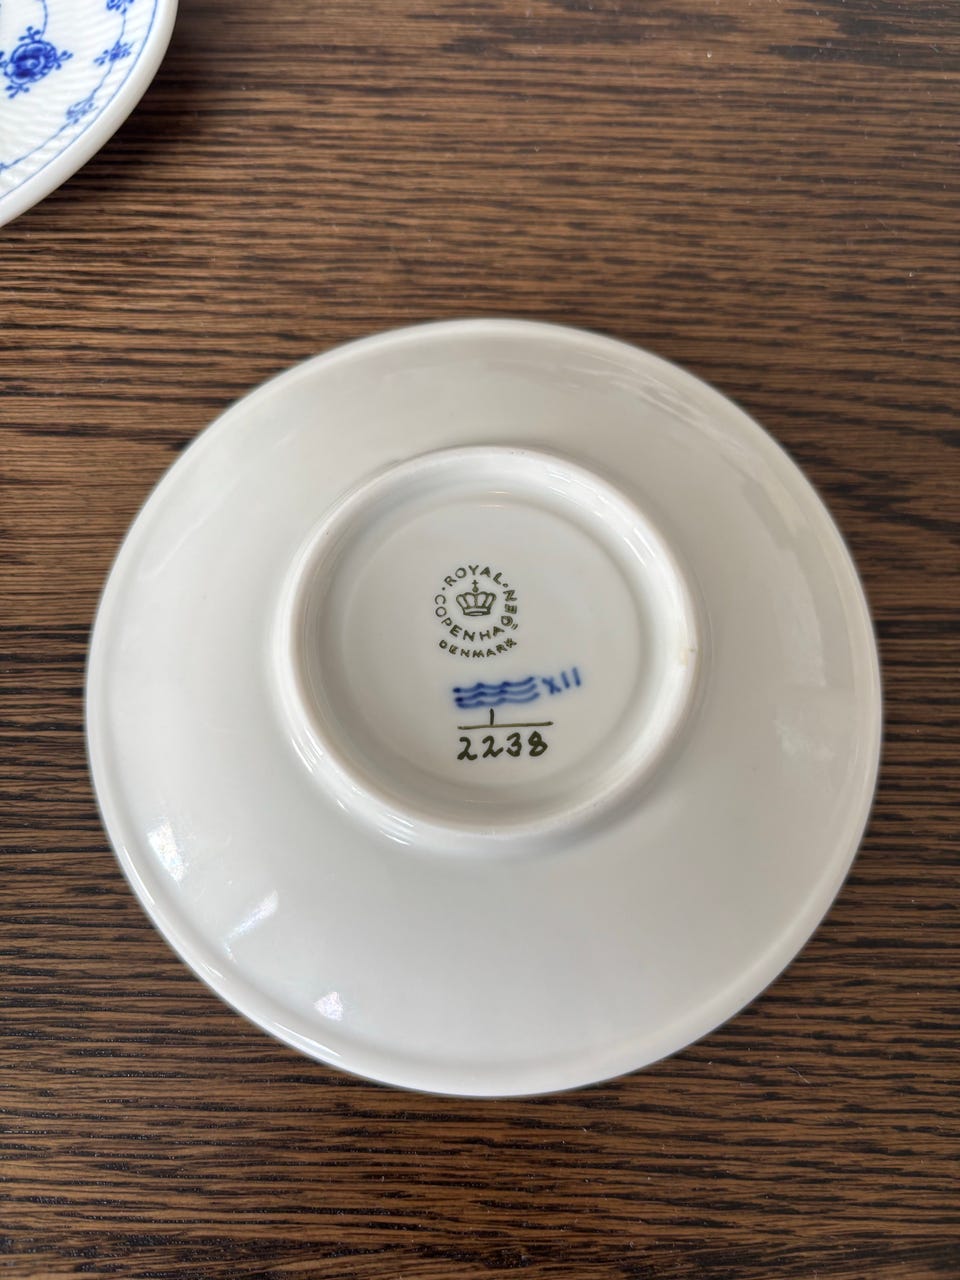 ROYAL
COPENHAGEN
DENMARK
XII
1
2238